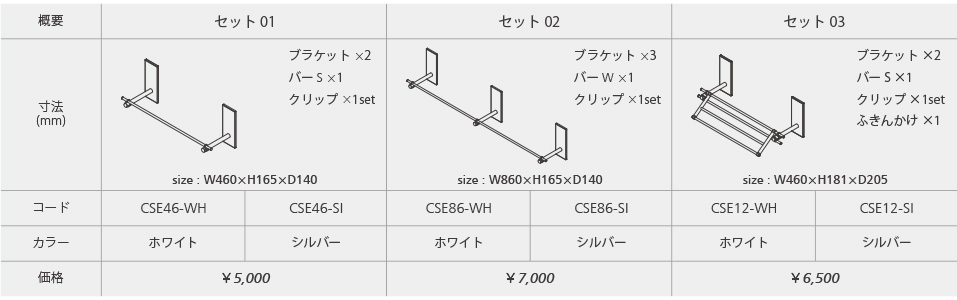 概要 セット 01 セット 02 セット 03
寸法
(mm)
ブラケット ×2
バー S ×1
クリップ ×1set
size : W460×H165×D140
ブラケット ×3
バー W ×1
クリップ ×1set
size : W860×H165×D140
ブラケット ×2
バー S ×1
クリップ ×1set
ふきんかけ ×1
size : W460×H181×D205
コード CSE46-WH CSE46-SI CSE86-WH CSE86-SI CSE12-WH CSE12-SI
カラー ホワイト シルバー ホワイト シルバー ホワイト シルバー
価格 ¥5,000 ¥7,000 ¥6,500